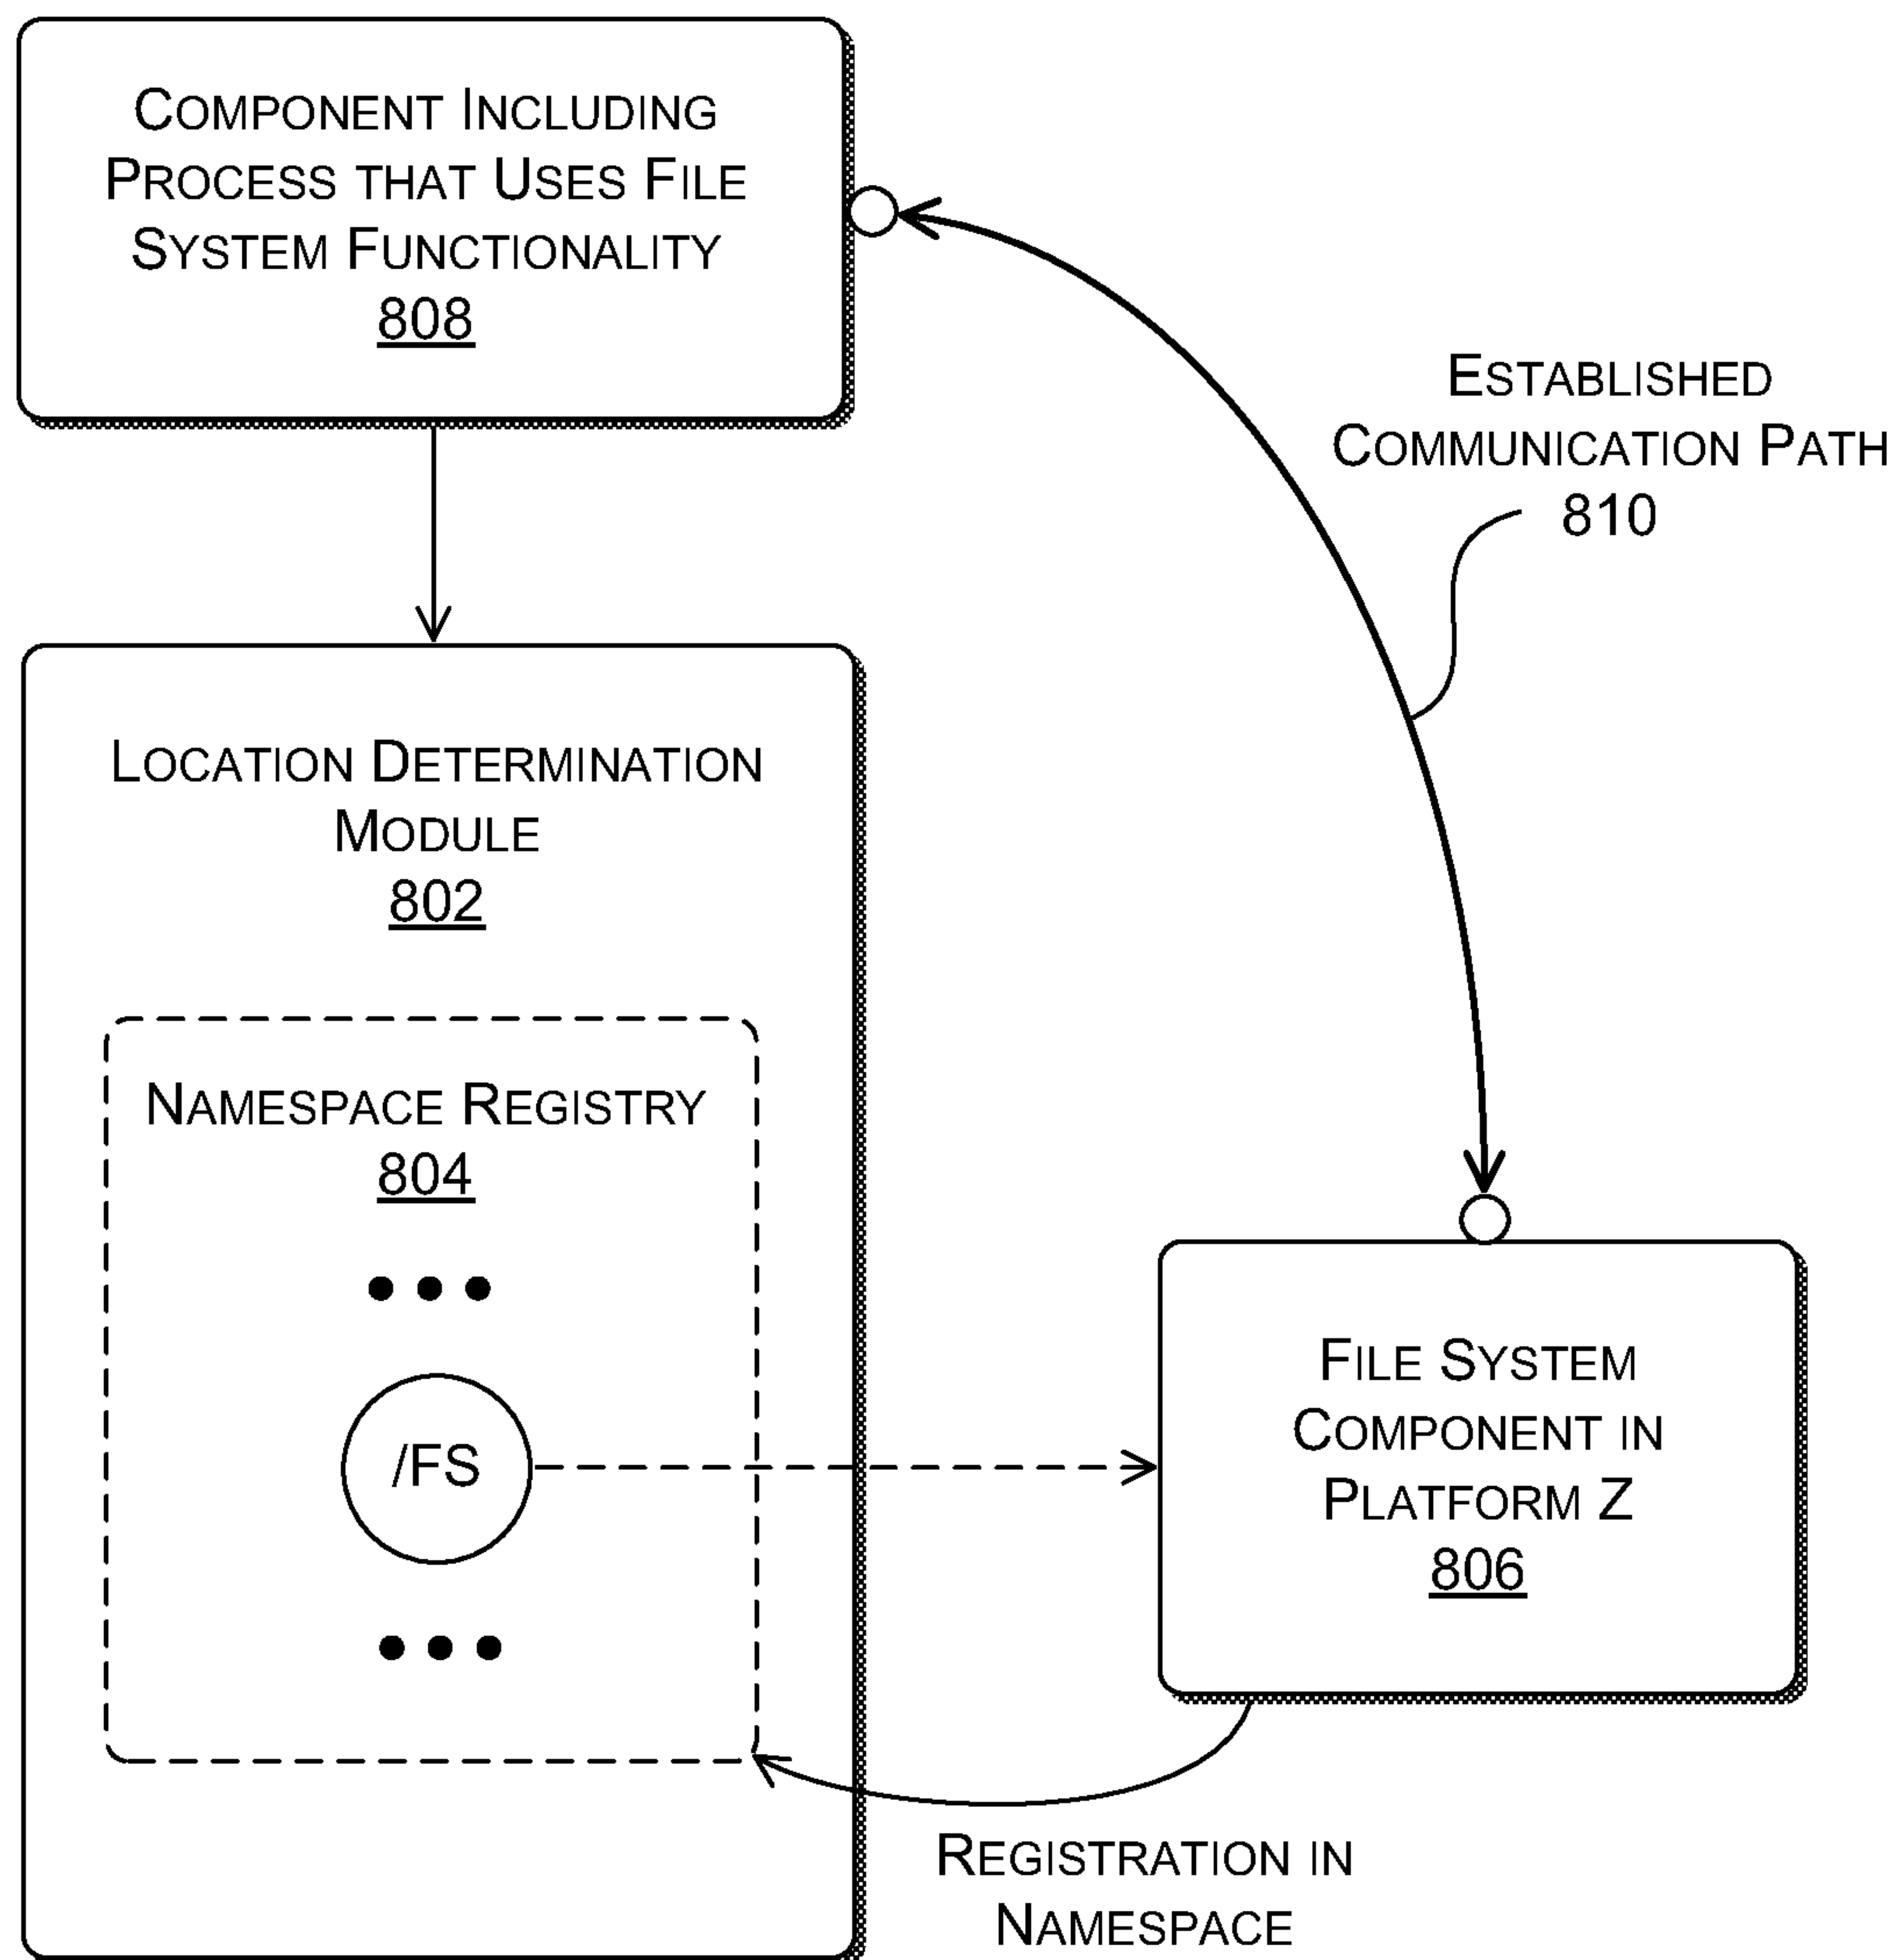 Component Including
Process that Uses File
System Functionality
808
Established
Communication Path
810
Location Determination
Module
802
Namespace Registry
804
/FS
File System
Component in
Platform Z
806
Registration in
Namespace